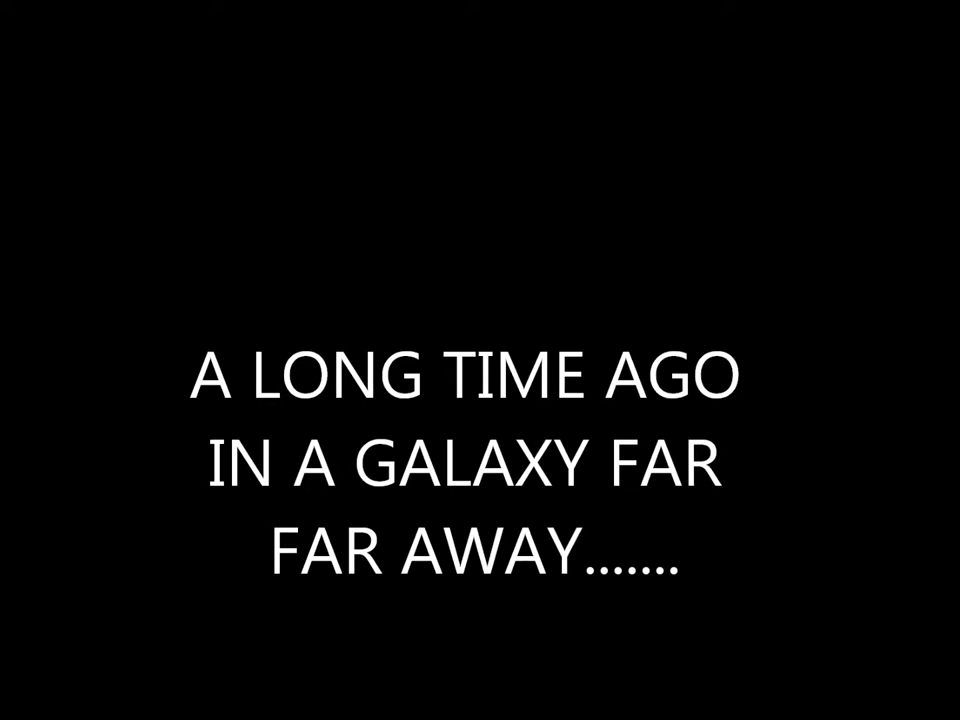 A LONG TIME AGO
IN A GALAXY FAR
FAR AWAY.......